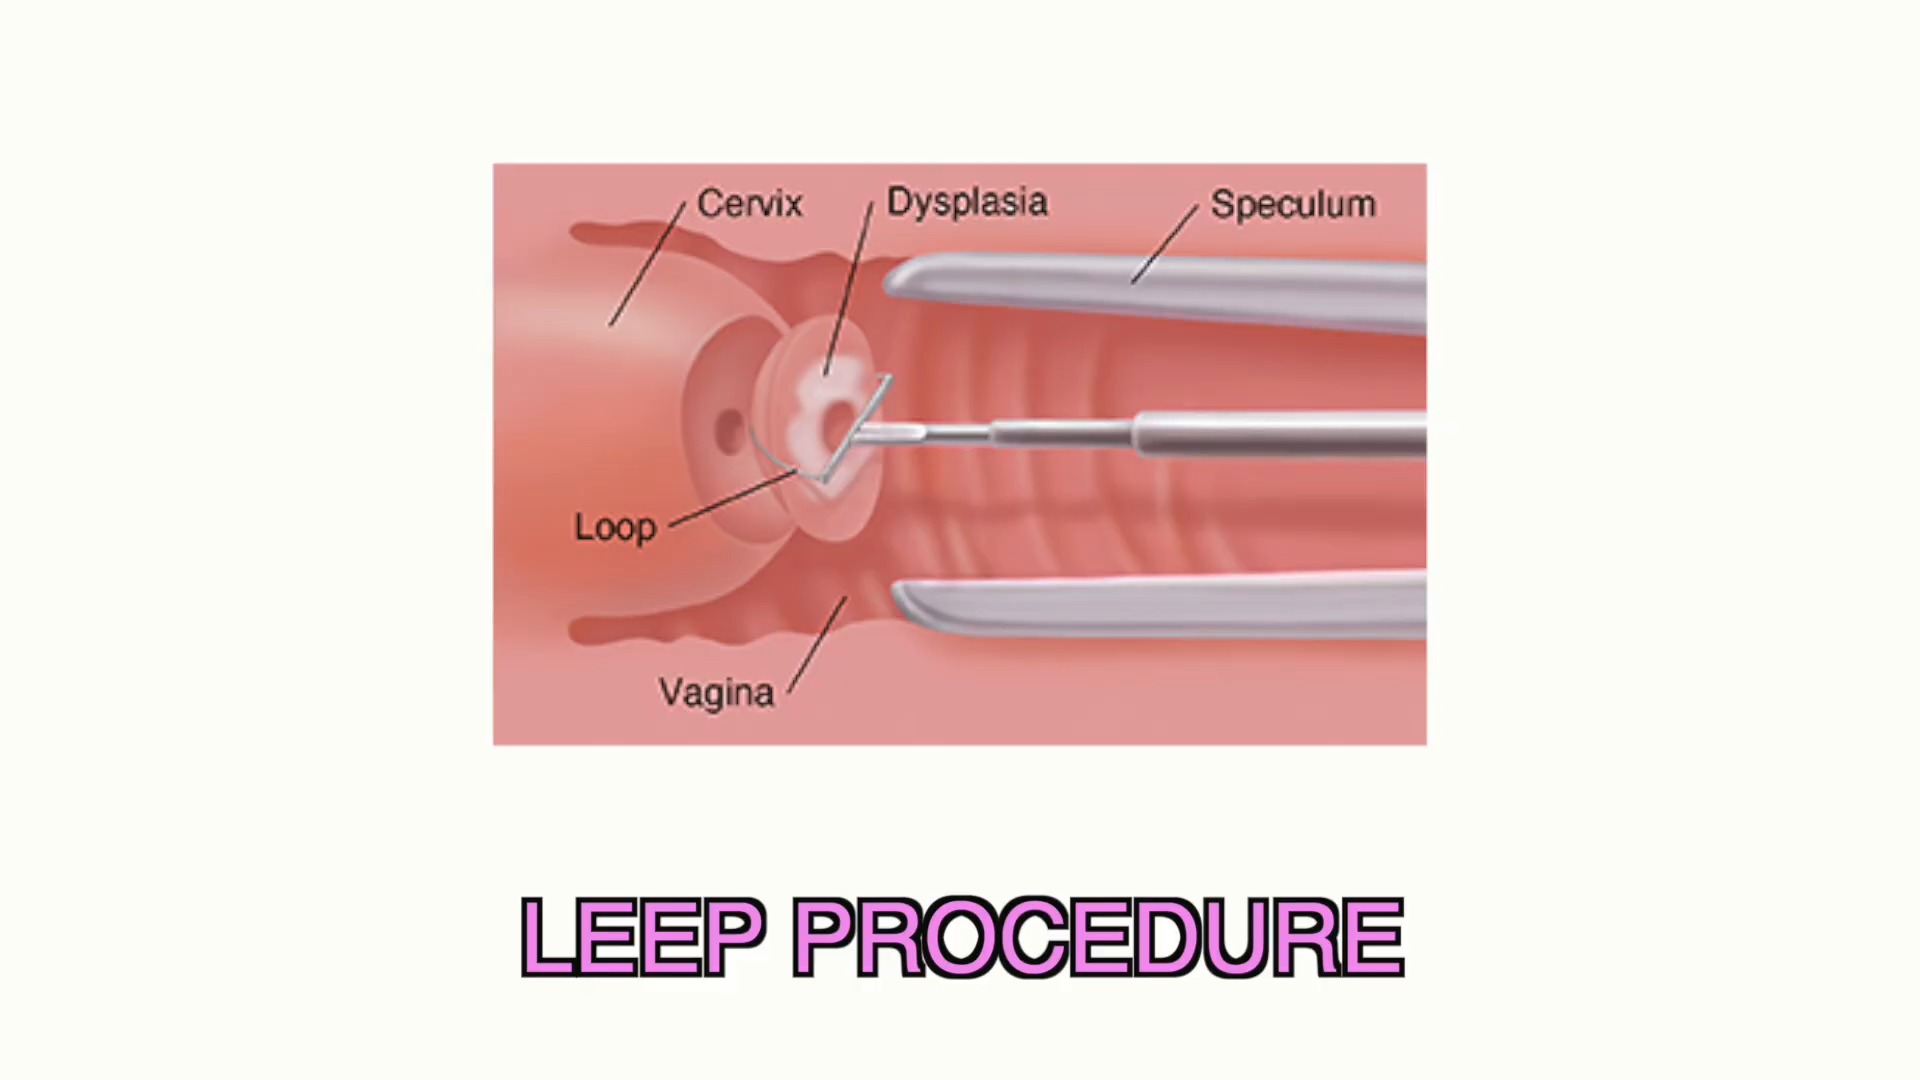 Cervix
Dysplasia
Speculum
Loop
Vagina
LEEP PROCEDURE